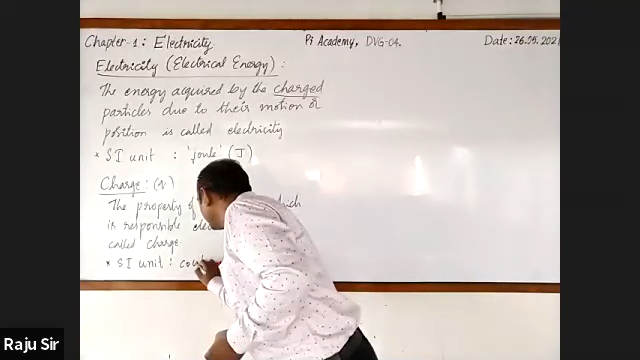 Chapter-1: Electricity
Pi Academy, DVG-04.
Date: 26.05.202
Electricity (Electrical Energy):
The energy acquired by the charged
particles due to their motion or
position is called electricity
* SI unit : 'joule' (J)
Charge:
The property of
is responsible
called charge.
* SI unit :
Raju Sir